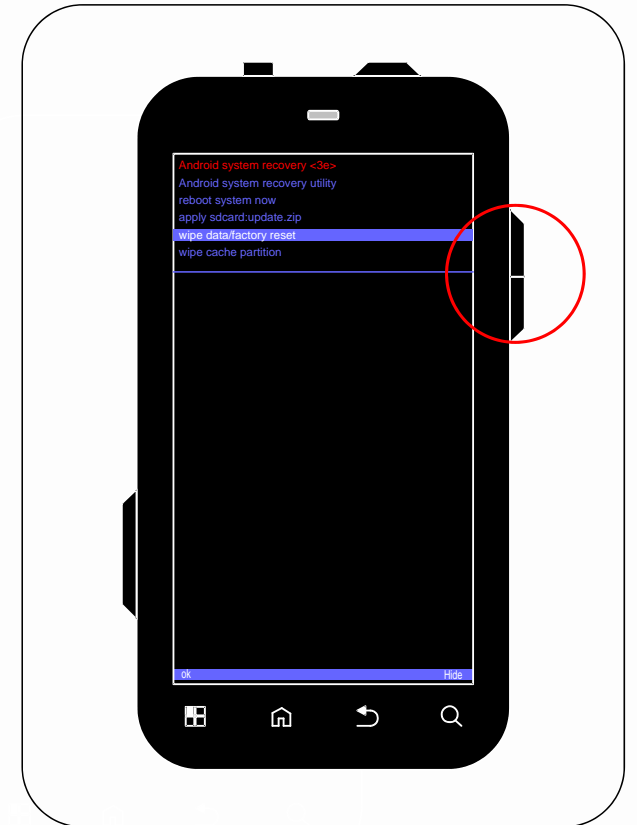 Android system recovery <3e>
Android system recovery utility
reboot system now
apply sdcard:update.zip
wipe data/factory reset
wipe cache partition
ok Hide